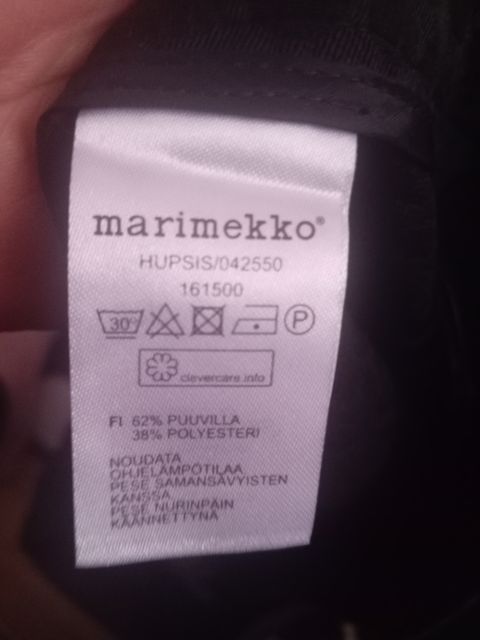 marimekko®
HUPSIS/042550
161500
30°
P
clevercare.info
FI 62% PUUVILLA
38% POLYESTERI
NOUDATA
OHJELÄMPÖTILAA
PESE SAMANSÄVYISTEN
KANSSA
PESE NURINPÄIN
KÄÄNNETTYNÄ